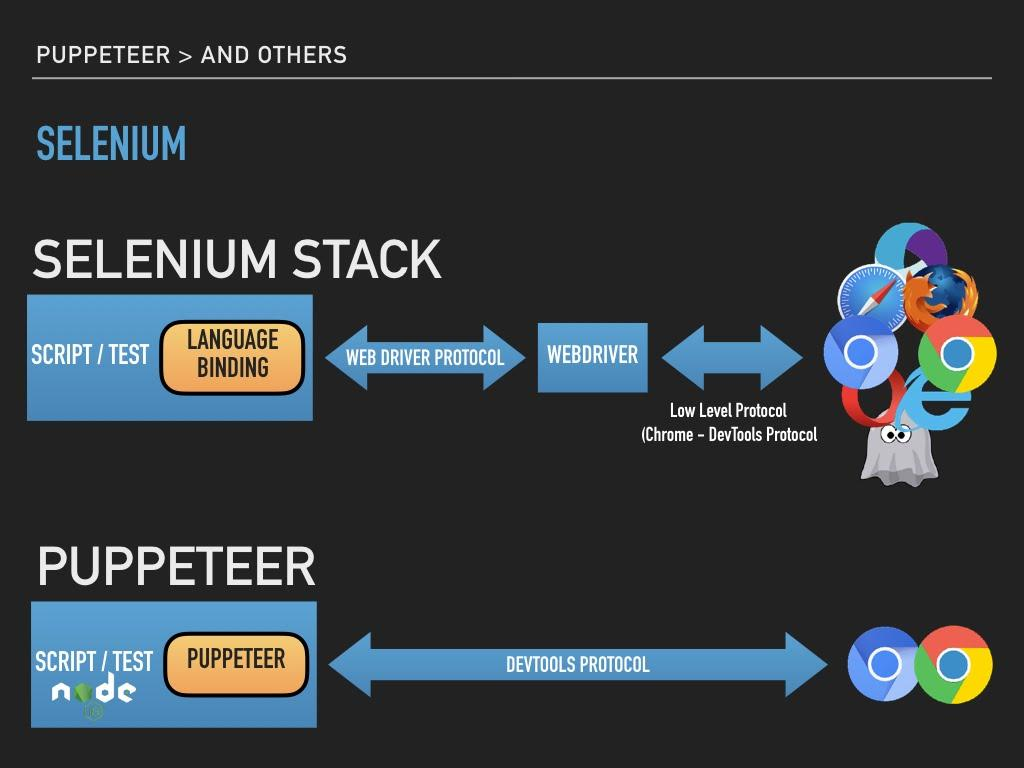 PUPPETEER > AND OTHERS
SELENIUM
SELENIUM STACK
SCRIPT / TEST
LANGUAGE
BINDING
WEB DRIVER PROTOCOL
WEBDRIVER
Low Level Protocol
(Chrome - DevTools Protocol
PUPPETEER
SCRIPT / TEST
node
JS
PUPPETEER
DEVTOOLS PROTOCOL